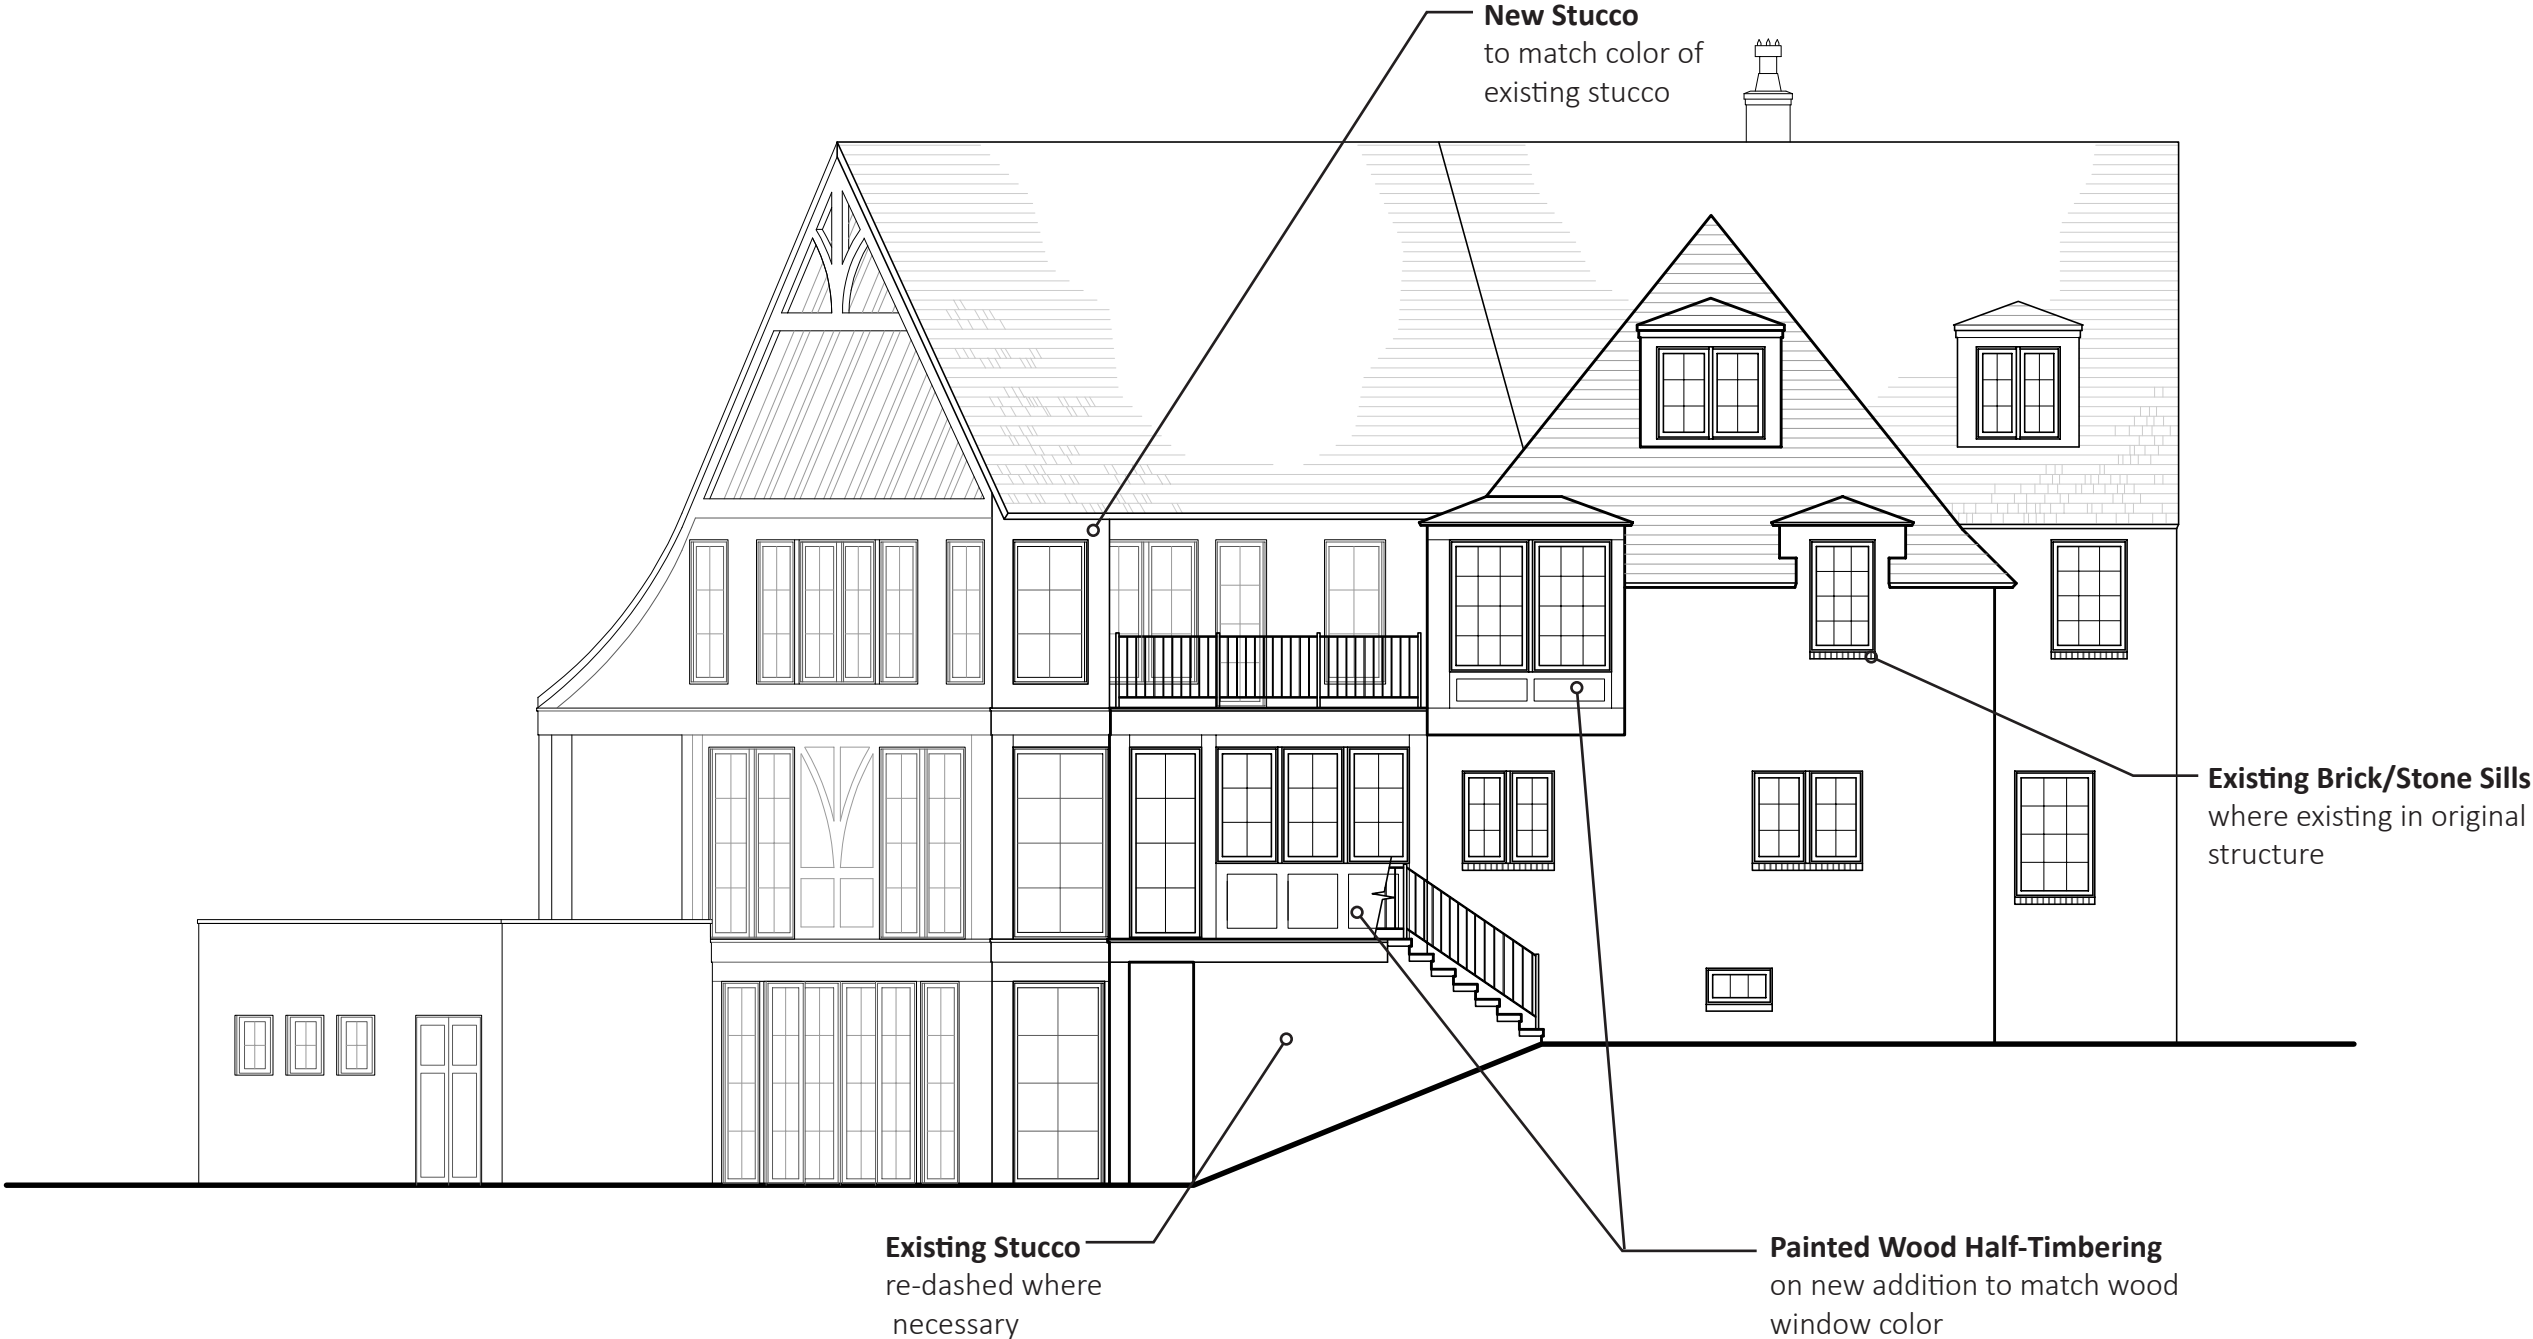 New Stucco
to match color of
existing stucco
Existing Brick/Stone Sills
where existing in original
structure
Existing Stucco
re-dashed where
necessary
Painted Wood Half-Timbering
on new addition to match wood
window color